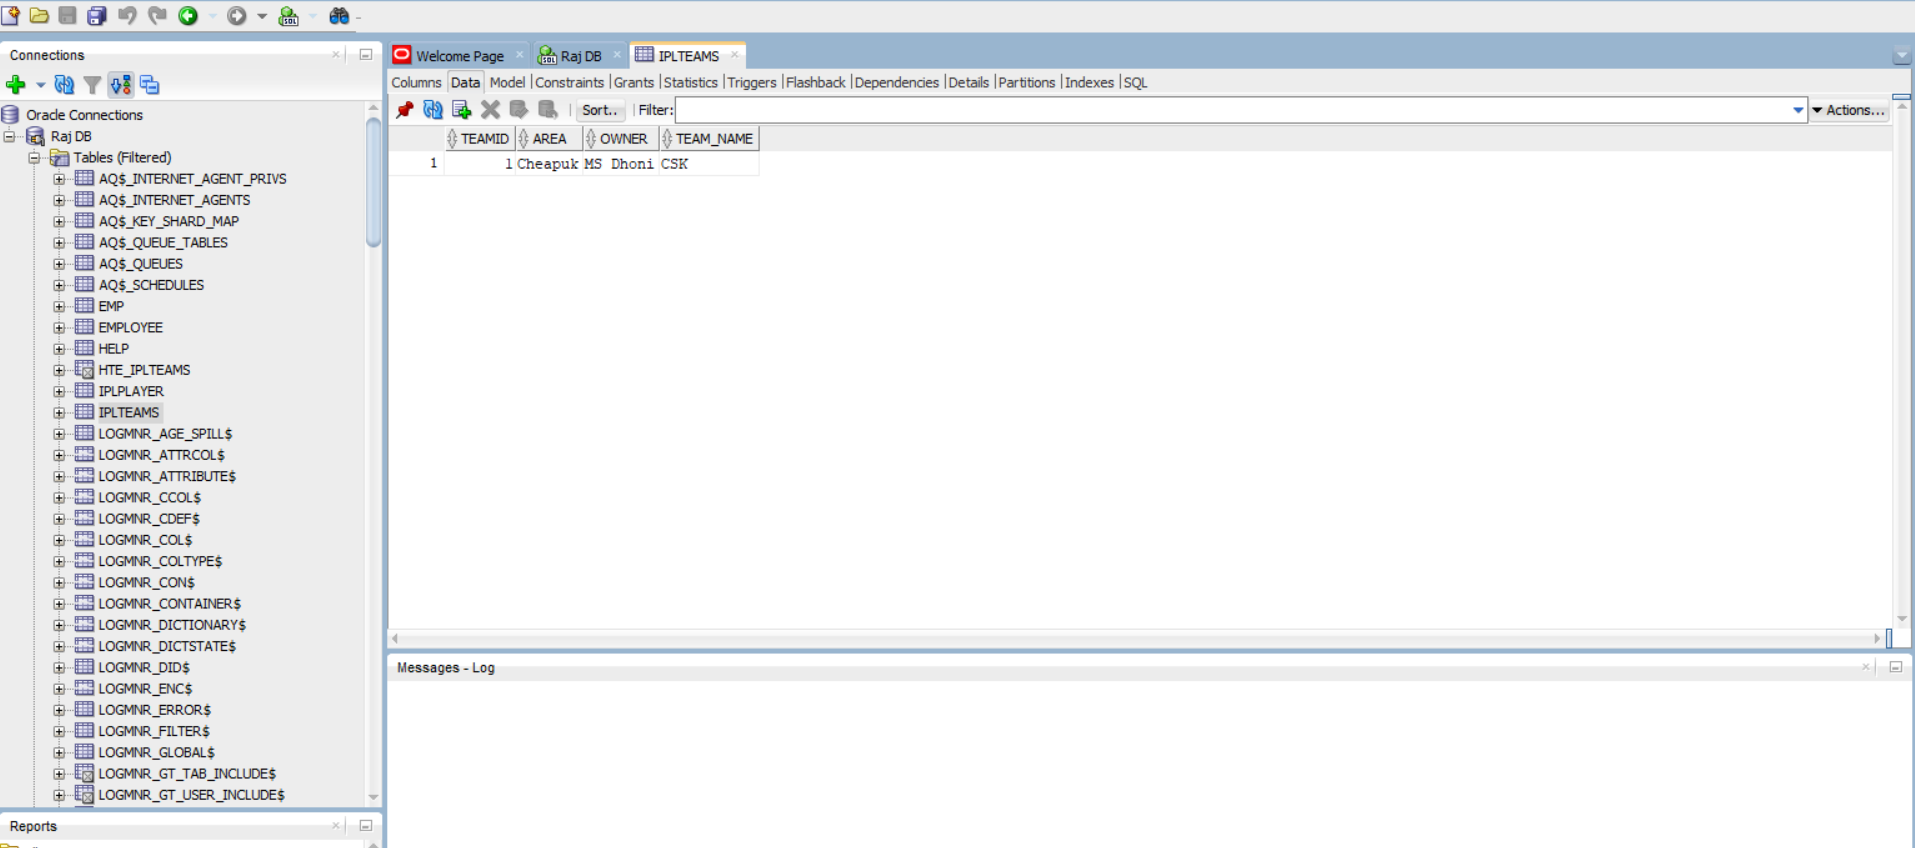 Connections
Oracle Connections
Raj DB
Tables (Filtered)
AQ$_INTERNET_AGENT_PRIVS
AQ$_INTERNET_AGENTS
AQ$_KEY_SHARD_MAP
AQ$_QUEUE_TABLES
AQ$_QUEUES
AQ$_SCHEDULES
EMP
EMPLOYEE
HELP
HTE_IPLTEAMS
IPLPLAYER
IPLTEAMS
LOGMNR_AGE_SPILL$
LOGMNR_ATTRCOL$
LOGMNR_ATTRIBUTE$
LOGMNR_CCOL$
LOGMNR_CDEF$
LOGMNR_COL$
LOGMNR_COLTYPE$
LOGMNR_CON$
LOGMNR_CONTAINER$
LOGMNR_DICTIONARY$
LOGMNR_DICTSTATE$
LOGMNR_DID$
LOGMNR_ENC$
LOGMNR_ERROR$
LOGMNR_FILTER$
LOGMNR_GLOBAL$
LOGMNR_GT_TAB_INCLUDE$
LOGMNR_GT_USER_INCLUDE$
Reports
Welcome Page Raj DB IPLTEAMS
Columns Data Model Constraints Grants Statistics Triggers Flashback Dependencies Details Partitions Indexes SQL
Sort.. Filter: Actions...
TEAMID AREA OWNER TEAM_NAME
1 1 Cheapuk MS Dhoni CSK
Messages - Log